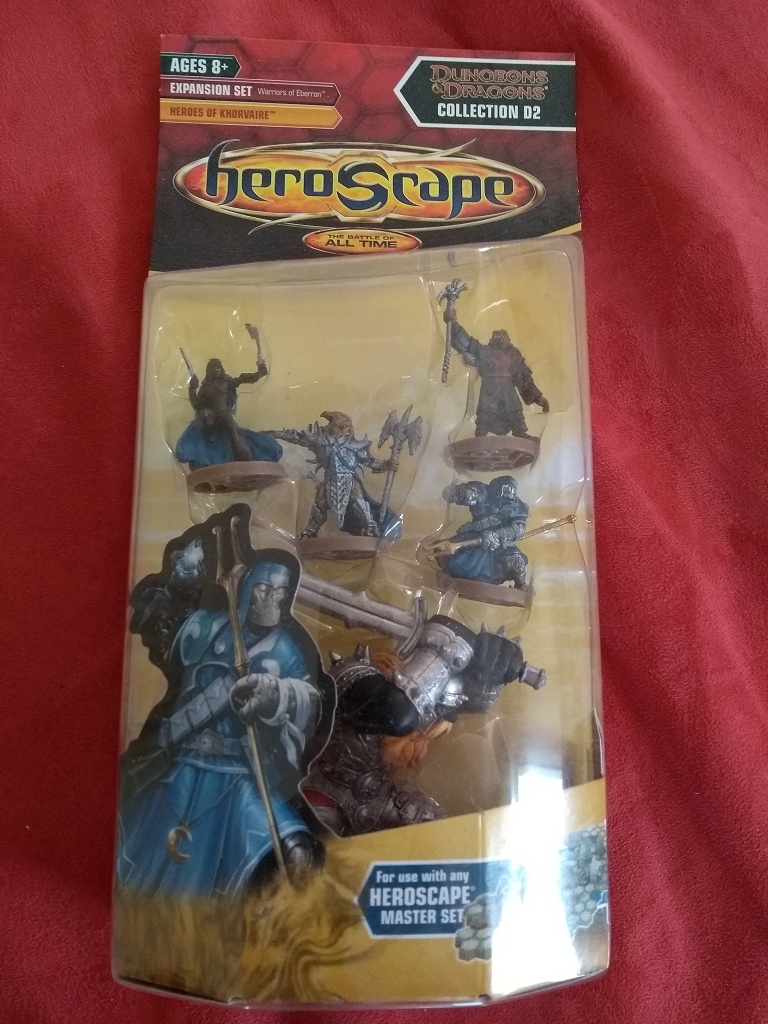 AGES 8+
EXPANSION SET Warriors of Eberron™
HEROES OF KHORVAIRE™
DUNGEONS & DRAGONS®
COLLECTION D2
heroScape
THE BATTLE OF
ALL TIME
For use with any
HEROSCAPE®
MASTER SET